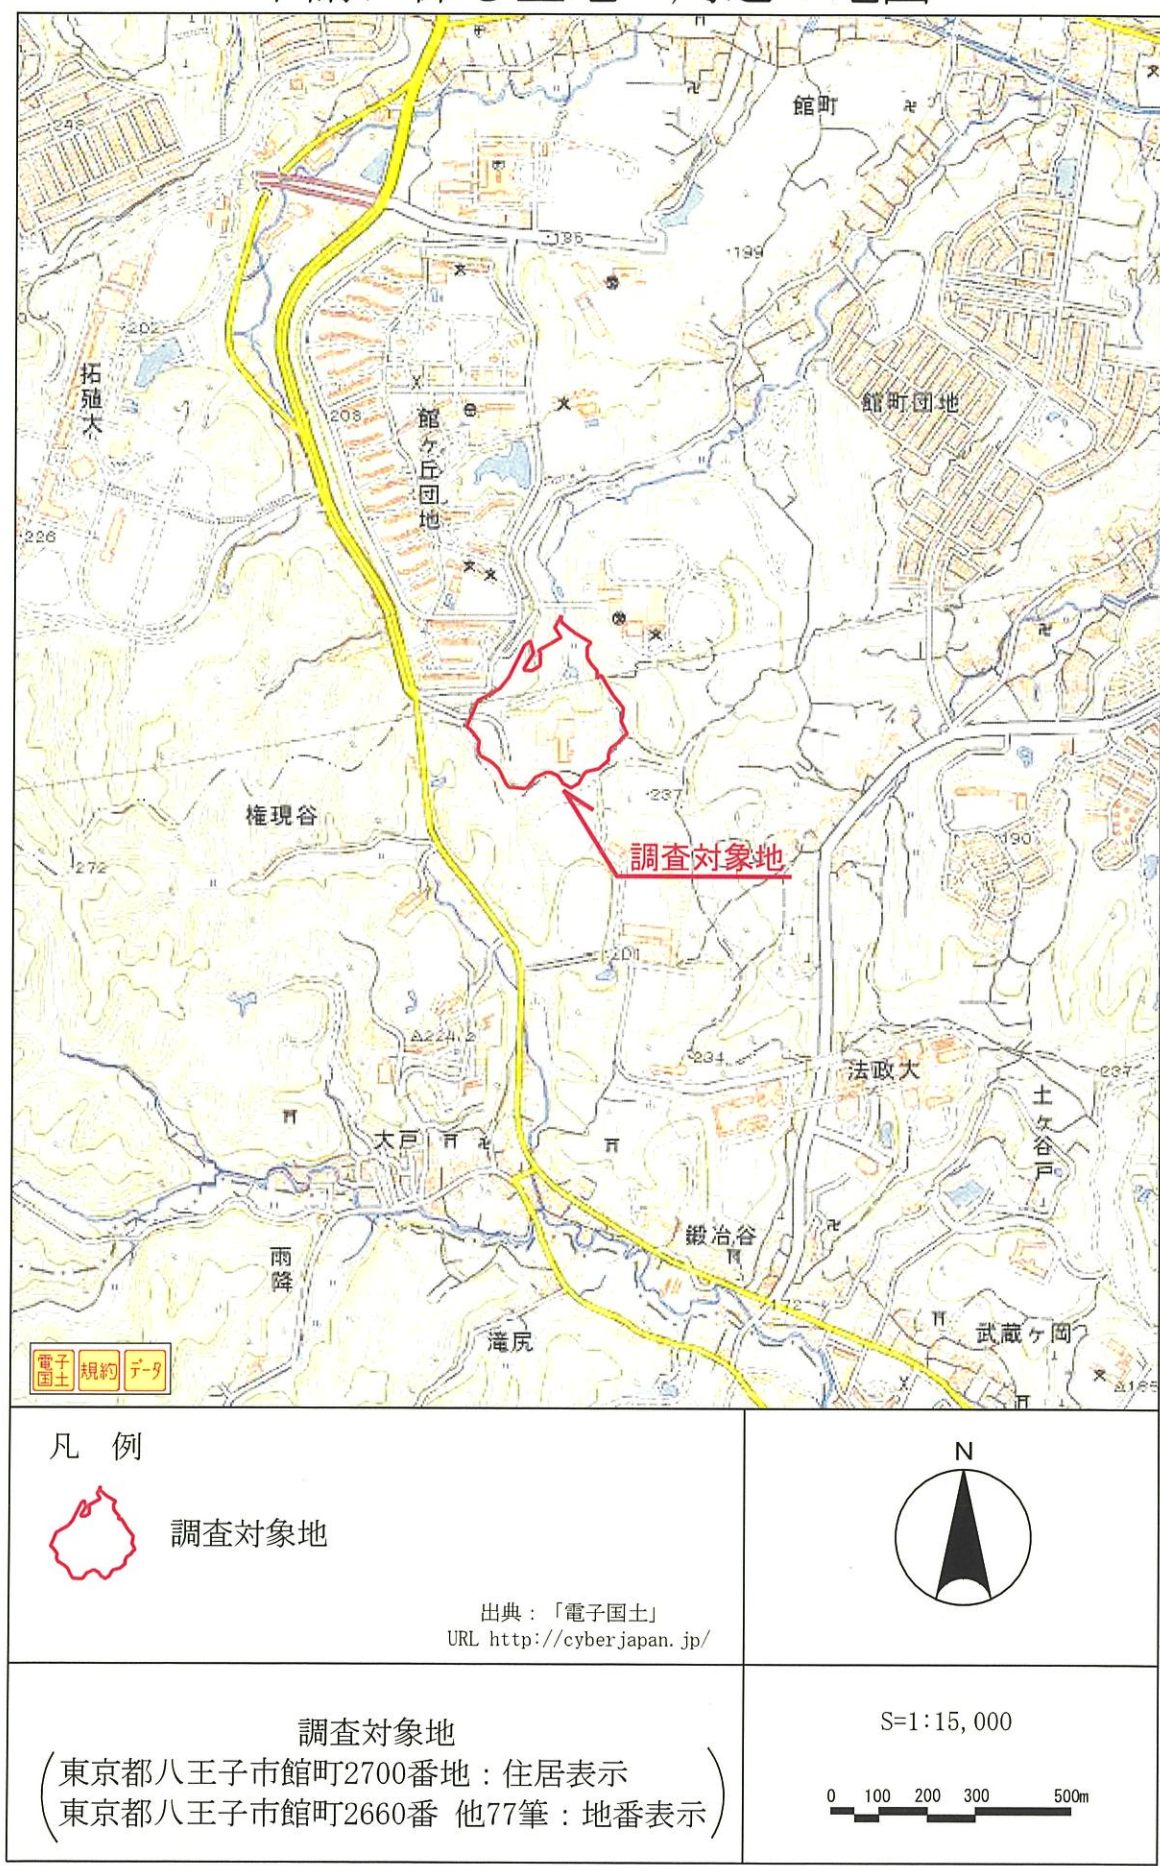 館町
248
185
199
202
拓殖大
208
館ヶ丘団地
館町団地
226
237
調査対象地
権現谷
190
272
201
224.2
234
法政大
237
土ヶ谷戸
大戸
鍛冶谷
雨降
172
滝尻
武蔵ヶ岡
電子国土
規約
データ
凡 例
調査対象地
N
出典：「電子国土」
URL http://cyberjapan.jp/
調査対象地
東京都八王子市館町2700番地：住居表示
東京都八王子市館町2660番 他77筆：地番表示
S=1:15,000
0 100 200 300 500m